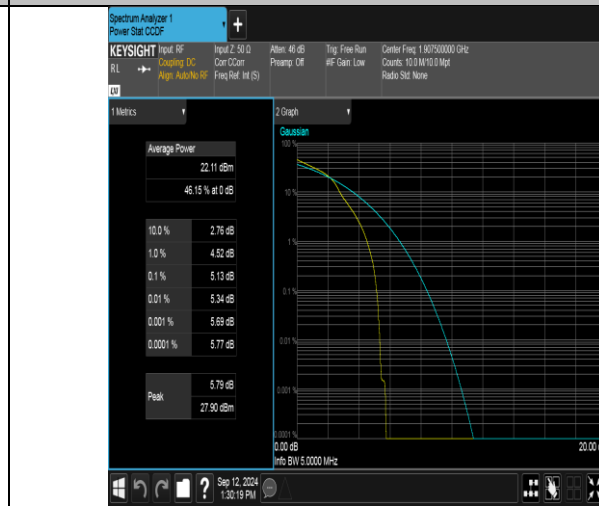 Spectrum Analyzer 1
Power Stat CCDF
+
KEYSIGHT Input: RF Input Z: 50 Ω Atten: 46 dB Trig: Free Run Center Freq: 1.907500000 GHz
RL Coupling: DC Corr CCorr Preamp: Off #IF Gain: Low Counts: 10.0 M/10.0 Mpt
Align: Auto/No RF Freq Ref: Int (S) Radio Std: None
LXI
1 Metrics
2 Graph
Gaussian
Average Power
22.11 dBm
46.15 % at 0 dB
10.0 % 2.76 dB
1.0 % 4.52 dB
0.1 % 5.13 dB
0.01 % 5.34 dB
0.001 % 5.69 dB
0.0001 % 5.77 dB
Peak 5.79 dB
27.90 dBm
100 %
10 %
1 %
0.1 %
0.01 %
0.001 %
0.0001 %
0.00 dB 20.00
Info BW 5.0000 MHz
? Sep 12, 2024
1:30:19 PM